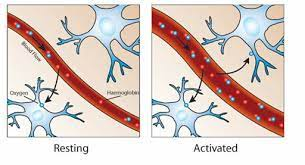 Blood Flow
Oxygen
Haemoglobin
Resting
Activated